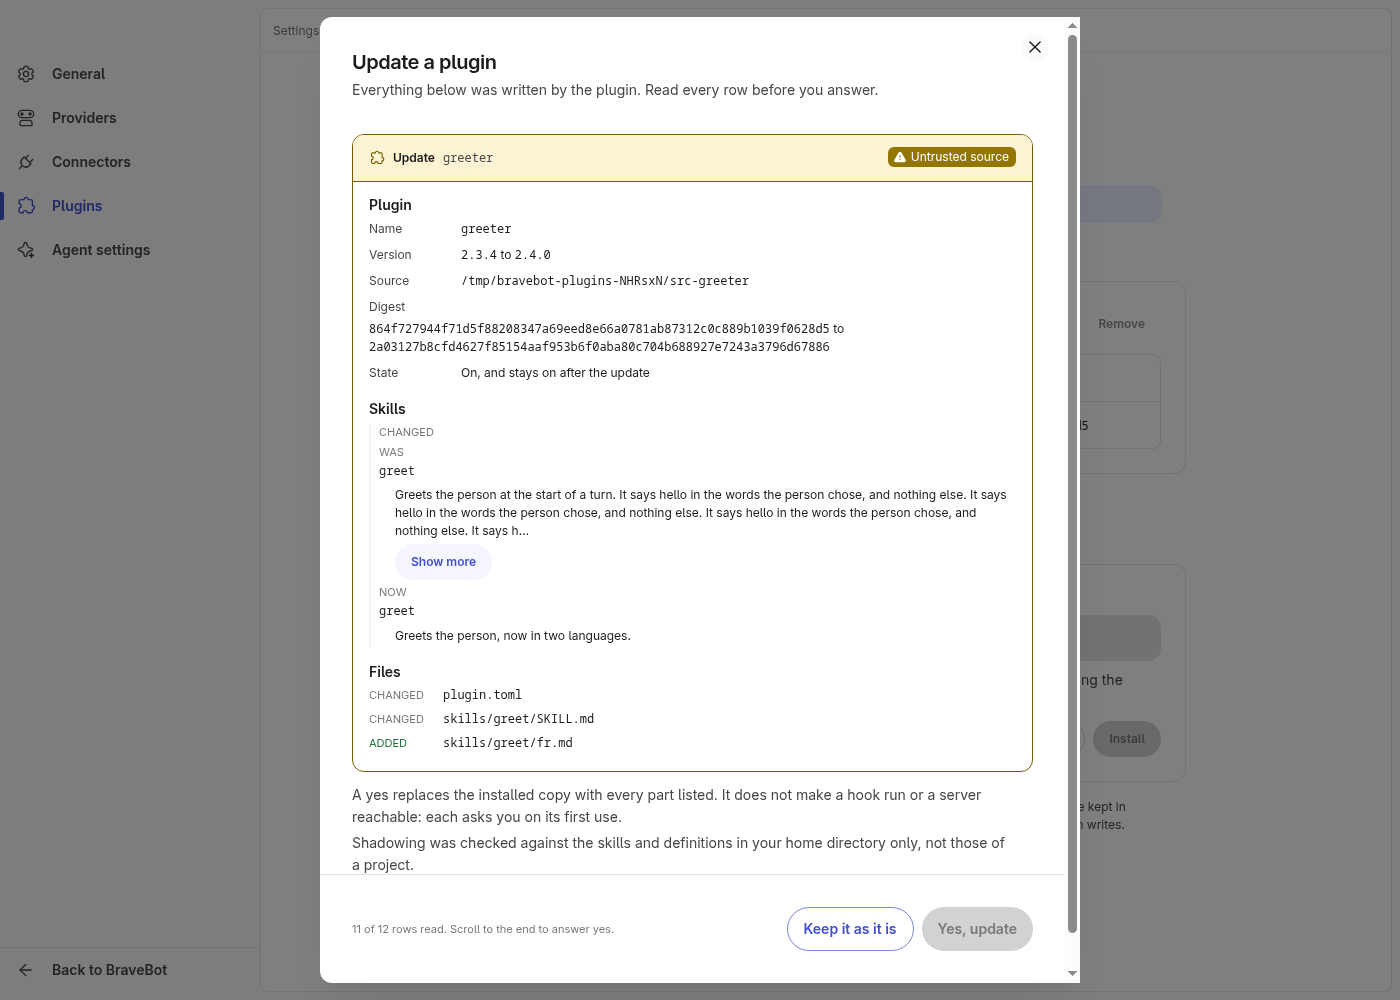 Settings
General
Providers
Connectors
Plugins
Agent settings
Back to BraveBot
Update a plugin
Everything below was written by the plugin. Read every row before you answer.
Update greeter
Untrusted source
Plugin
Name greeter
Version 2.3.4 to 2.4.0
Source /tmp/bravebot-plugins-NHRsxN/src-greeter
Digest
864f727944f71d5f88208347a69eed8e66a0781ab87312c0c889b1039f0628d5 to
2a03127b8cfd4627f85154aaf953b6f0aba80c704b688927e7243a3796d67886
State On, and stays on after the update
Skills
CHANGED
WAS
greet
Greets the person at the start of a turn. It says hello in the words the person chose, and nothing else. It says
hello in the words the person chose, and nothing else. It says hello in the words the person chose, and
nothing else. It says h...
Show more
NOW
greet
Greets the person, now in two languages.
Files
CHANGED plugin.toml
CHANGED skills/greet/SKILL.md
ADDED skills/greet/fr.md
A yes replaces the installed copy with every part listed. It does not make a hook run or a server
reachable: each asks you on its first use.
Shadowing was checked against the skills and definitions in your home directory only, not those of
a project.
11 of 12 rows read. Scroll to the end to answer yes.
Keep it as it is
Yes, update
Remove
ng the
Install
kept in
writes.